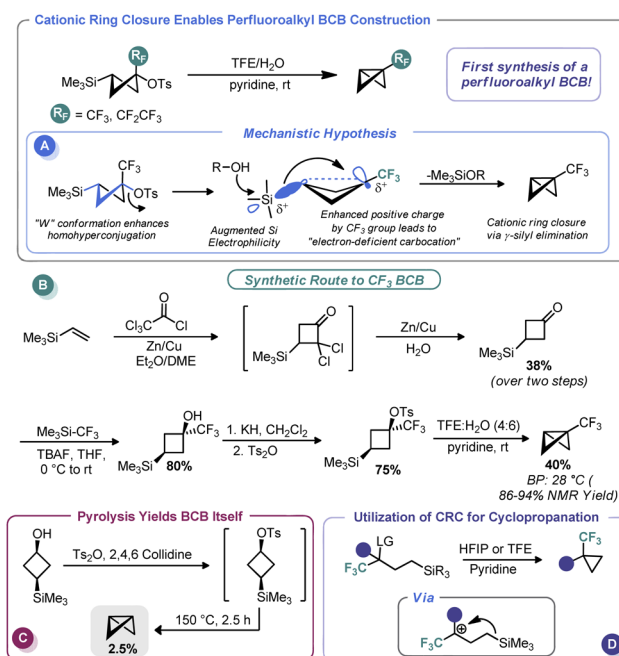 Cationic Ring Closure Enables Perfluoroalkyl BCB Construction
RF
Me3Si
OTs
TFE/H2O
pyridine, rt
RF
First synthesis of a
perfluoroalkyl BCB!
RF = CF3, CF2CF3
A
Mechanistic Hypothesis
CF3
Me3Si
OTs
"W" conformation enhances
homohyperconjugation
R–OH
Si
δ+
Augmented Si
Electrophilicity
CF3
δ+
Enhanced positive charge
by CF3 group leads to
"electron-deficient carbocation"
-Me3SiOR
CF3
Cationic ring closure
via γ-silyl elimination
B
Synthetic Route to CF3 BCB
Me3Si
O
Cl3C
Cl
Zn/Cu
Et2O/DME
O
Cl
Cl
Me3Si
Zn/Cu
H2O
O
Me3Si
38%
(over two steps)
Me3Si-CF3
TBAF, THF,
0 °C to rt
OH
CF3
Me3Si
80%
1. KH, CH2Cl2
2. Ts2O
OTs
CF3
Me3Si
75%
TFE:H2O (4:6)
pyridine, rt
CF3
40%
BP: 28 °C (
86-94% NMR Yield)
Pyrolysis Yields BCB Itself
OH
SiMe3
Ts2O, 2,4,6 Collidine
OTs
SiMe3
150 °C, 2.5 h
2.5%
C
Utilization of CRC for Cyclopropanation
LG
F3C
SiR3
HFIP or TFE
Pyridine
CF3
Via
F3C
⊕
SiMe3
D